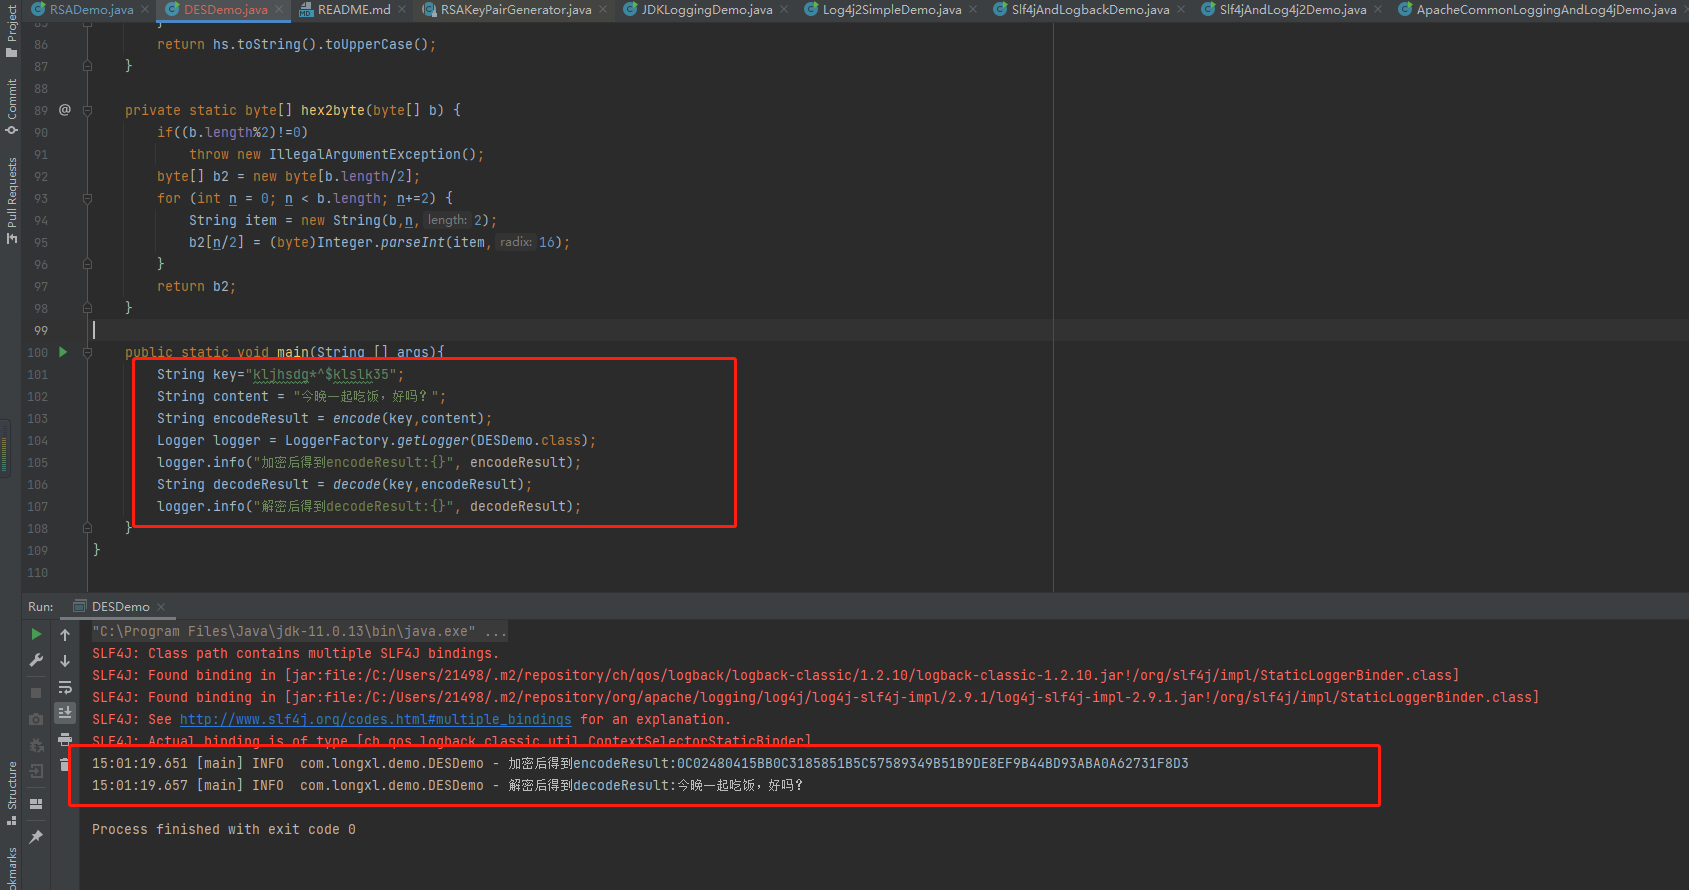 RSADemo.java DESDemo.java README.md RSAKeyPairGenerator.java JDKLoggingDemo.java Log4j2SimpleDemo.java Slf4jAndLogbackDemo.java Slf4jAndLog4j2Demo.java ApacheCommonLoggingAndLog4jDemo.java
Project
Commit
Pull Requests
Structure
85 }
86 return hs.toString().toUpperCase();
87 }
88
89 @ private static byte[] hex2byte(byte[] b) {
90 if((b.length%2)!=0)
91 throw new IllegalArgumentException();
92 byte[] b2 = new byte[b.length/2];
93 for (int n = 0; n < b.length; n+=2) {
94 String item = new String(b,n, length: 2);
95 b2[n/2] = (byte)Integer.parseInt(item, radix: 16);
96 }
97 return b2;
98 }
99
100 public static void main(String [] args){
101 String key="kljhsdg*^$klslk35";
102 String content = "今晚一起吃饭，好吗？";
103 String encodeResult = encode(key,content);
104 Logger logger = LoggerFactory.getLogger(DESDemo.class);
105 logger.info("加密后得到encodeResult:{}", encodeResult);
106 String decodeResult = decode(key,encodeResult);
107 logger.info("解密后得到decodeResult:{}", decodeResult);
108 }
109 }
110
Run: DESDemo
"C:\Program Files\Java\jdk-11.0.13\bin\java.exe" ...
SLF4J: Class path contains multiple SLF4J bindings.
SLF4J: Found binding in [jar:file:/C:/Users/21498/.m2/repository/ch/qos/logback/logback-classic/1.2.10/logback-classic-1.2.10.jar!/org/slf4j/impl/StaticLoggerBinder.class]
SLF4J: Found binding in [jar:file:/C:/Users/21498/.m2/repository/org/apache/logging/log4j/log4j-slf4j-impl/2.9.1/log4j-slf4j-impl-2.9.1.jar!/org/slf4j/impl/StaticLoggerBinder.class]
SLF4J: See http://www.slf4j.org/codes.html#multiple_bindings for an explanation.
SLF4J: Actual binding is of type [ch.qos.logback.classic.util.ContextSelectorStaticBinder]
15:01:19.651 [main] INFO  com.longxl.demo.DESDemo - 加密后得到encodeResult:0C02480415BB0C3185851B5C57589349B51B9DE8EF9B44BD93ABA0A62731F8D3
15:01:19.657 [main] INFO  com.longxl.demo.DESDemo - 解密后得到decodeResult:今晚一起吃饭，好吗？
Process finished with exit code 0